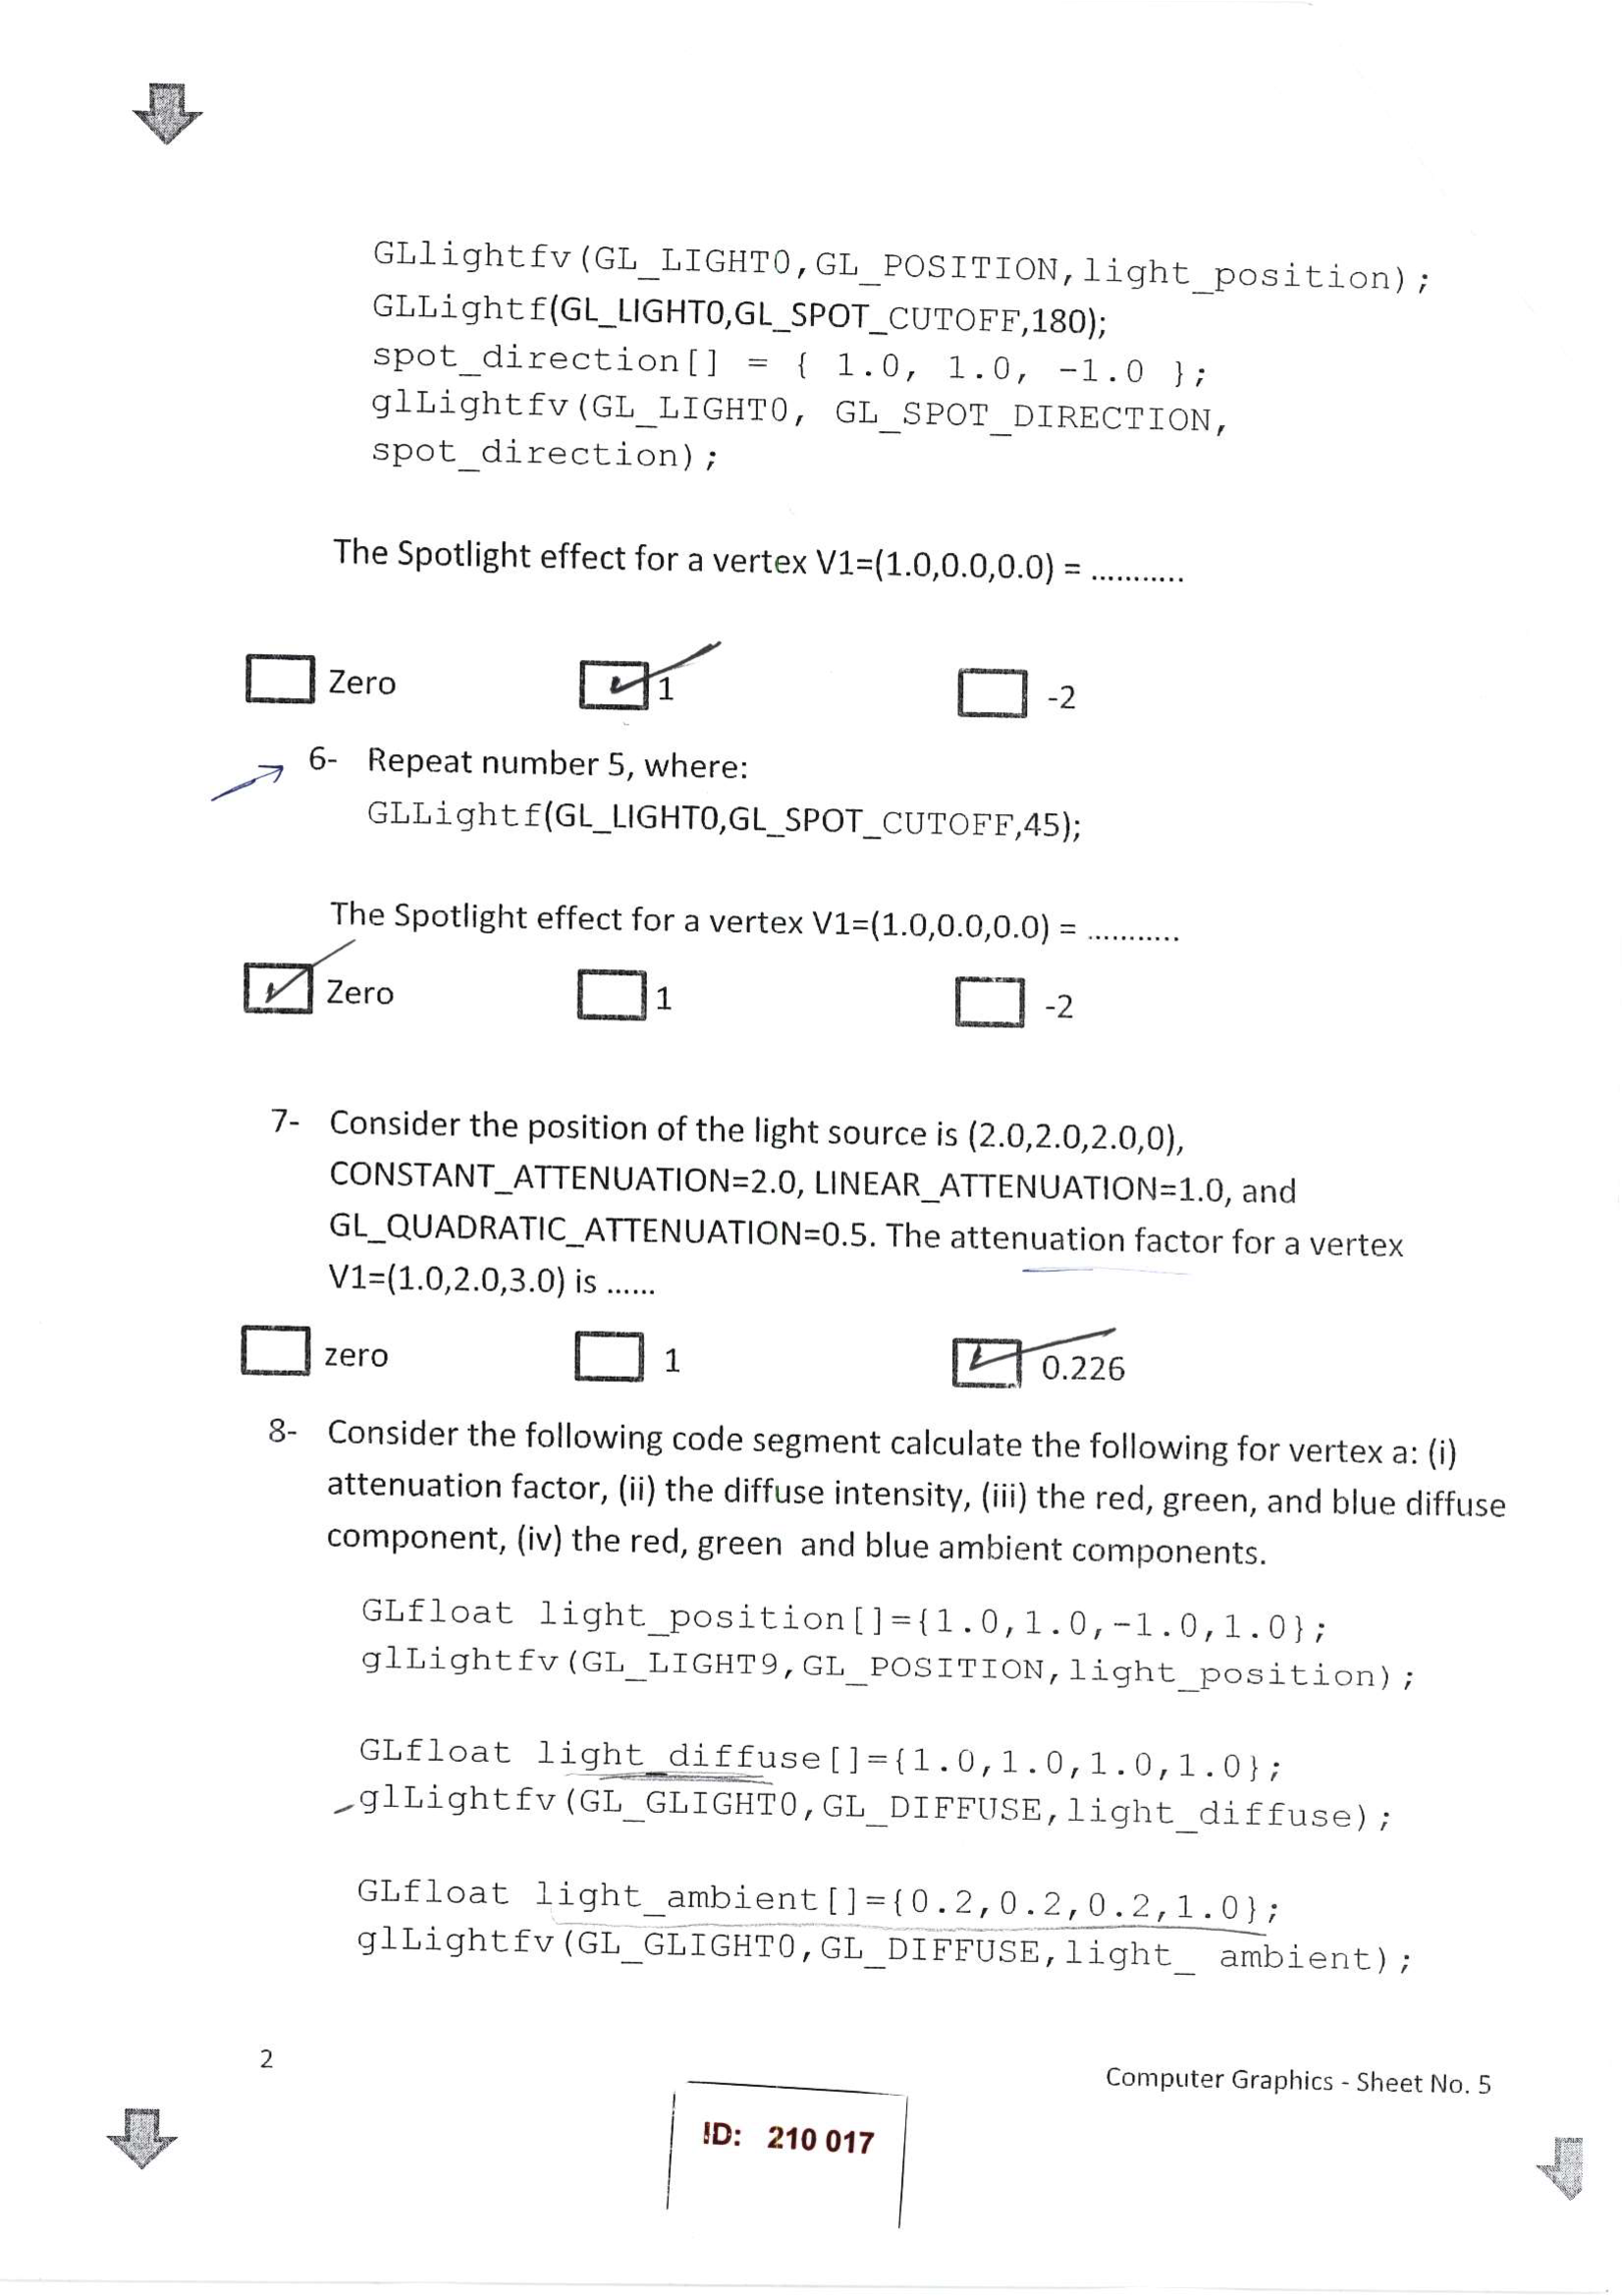 GLlightfv(GL_LIGHT0,GL_POSITION,light_position);
GLLightf(GL_LIGHT0,GL_SPOT_CUTOFF,180);
spot_direction[] = { 1.0, 1.0, -1.0 };
glLightfv(GL_LIGHT0, GL_SPOT_DIRECTION,
spot_direction);
The Spotlight effect for a vertex V1=(1.0,0.0,0.0) = ...........
Zero 1 -2
6- Repeat number 5, where:
GLLightf(GL_LIGHT0,GL_SPOT_CUTOFF,45);
The Spotlight effect for a vertex V1=(1.0,0.0,0.0) = ...........
Zero 1 -2
7- Consider the position of the light source is (2.0,2.0,2.0,0),
CONSTANT_ATTENUATION=2.0, LINEAR_ATTENUATION=1.0, and
GL_QUADRATIC_ATTENUATION=0.5. The attenuation factor for a vertex
V1=(1.0,2.0,3.0) is ......
zero 1 0.226
8- Consider the following code segment calculate the following for vertex a: (i)
attenuation factor, (ii) the diffuse intensity, (iii) the red, green, and blue diffuse
component, (iv) the red, green and blue ambient components.
GLfloat light_position[]={1.0,1.0,-1.0,1.0};
glLightfv(GL_LIGHT9,GL_POSITION,light_position);
GLfloat light_diffuse[]={1.0,1.0,1.0,1.0};
glLightfv(GL_GLIGHT0,GL_DIFFUSE,light_diffuse);
GLfloat light_ambient[]={0.2,0.2,0.2,1.0};
glLightfv(GL_GLIGHT0,GL_DIFFUSE,light_ ambient);
2
Computer Graphics - Sheet No. 5
ID: 210 017